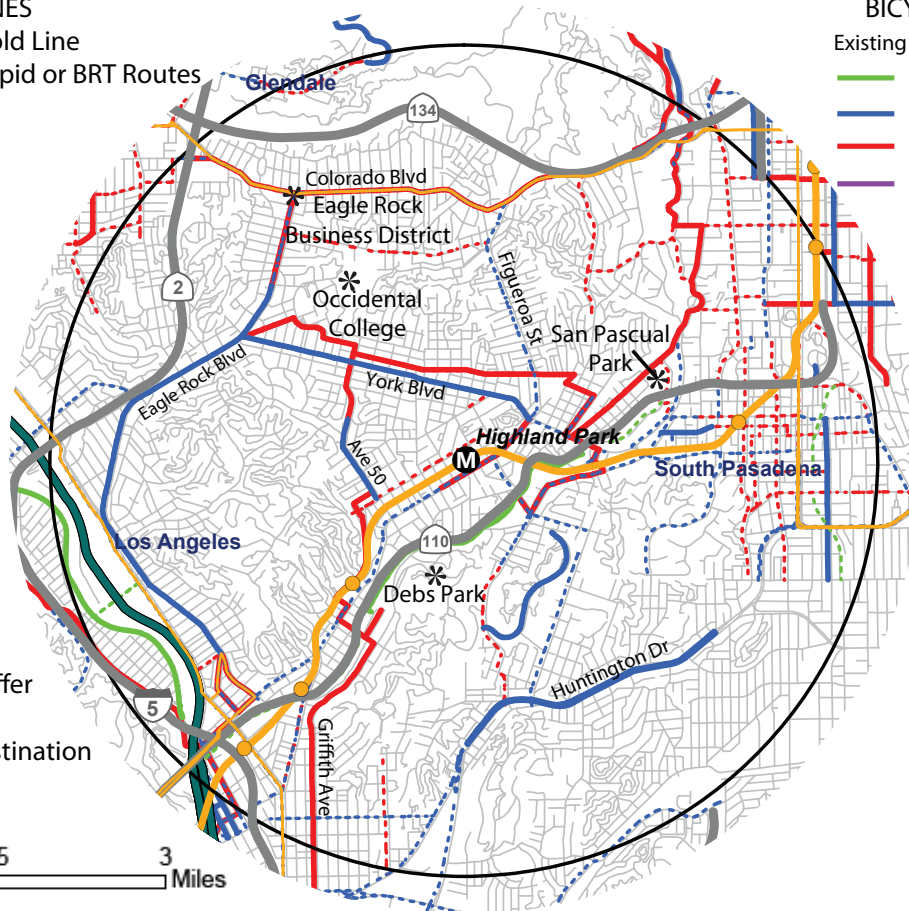 NES
old Line
pid or BRT Routes
BICY
Existing
Glendale
134
Colorado Blvd
Eagle Rock
Business District
2
Occidental
College
Figueroa St
San Pascual
Park
Eagle Rock Blvd
York Blvd
Highland Park
M
Ave 50
South Pasadena
Los Angeles
110
Debs Park
Huntington Dr
ffer
5
stination
Griffith Ave
5
3
Miles